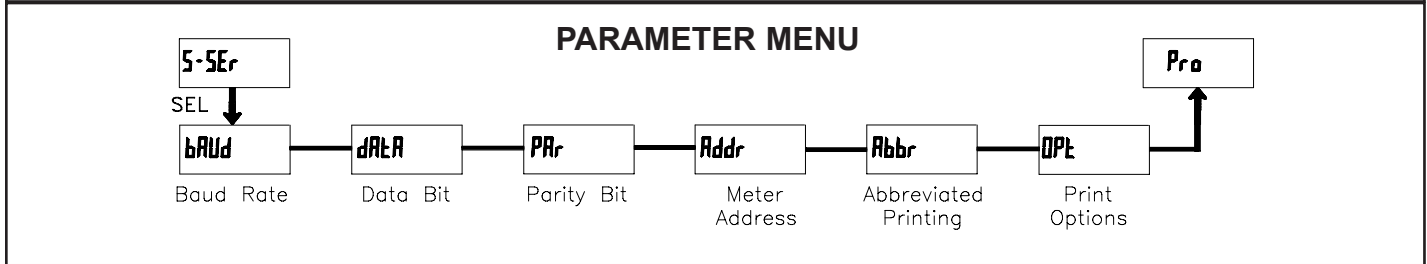 PARAMETER MENU
5-SEr
Pro
SEL
bAUd
dAtA
PAr
Addr
Abbr
OPt
Baud Rate
Data Bit
Parity Bit
Meter
Address
Abbreviated
Printing
Print
Options